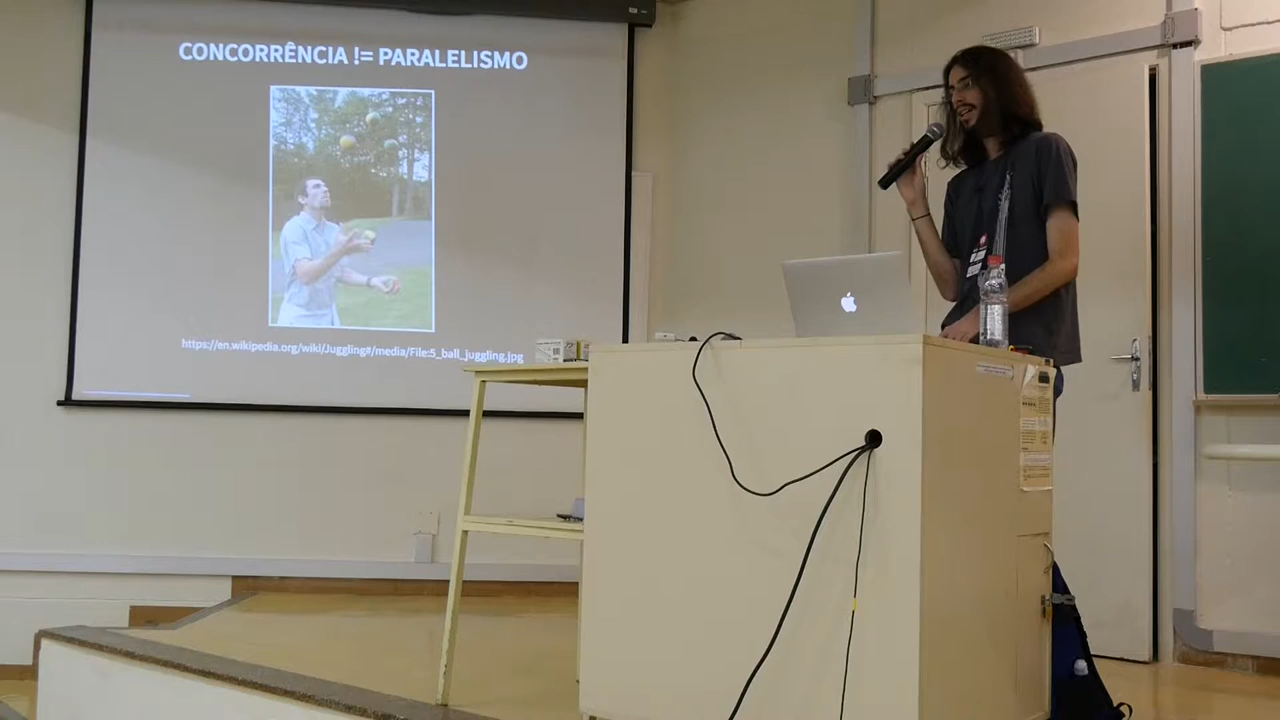 CONCORRÊNCIA != PARALELISMO
https://en.wikipedia.org/wiki/Juggling#/media/File:5_ball_juggling.jpg